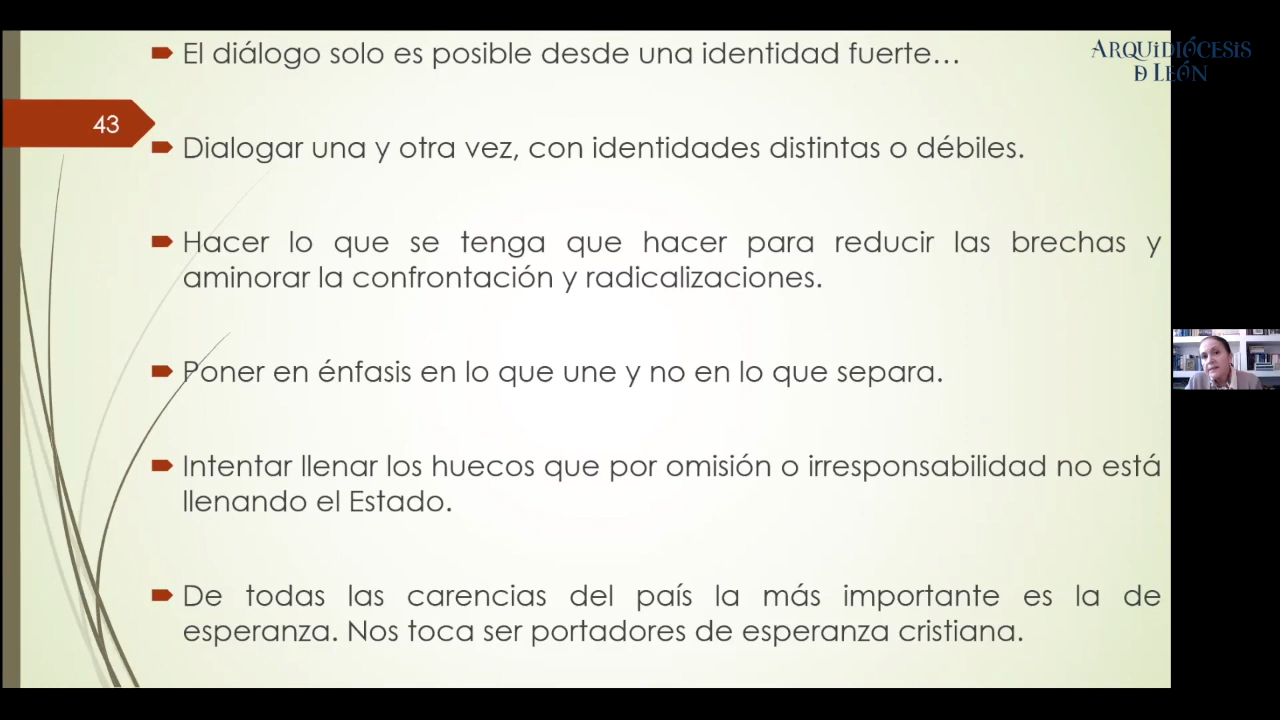 El diálogo solo es posible desde una identidad fuerte…
ARQUiDIÓCESiS
D LEÓN
43
Dialogar una y otra vez, con identidades distintas o débiles.
Hacer lo que se tenga que hacer para reducir las brechas y
aminorar la confrontación y radicalizaciones.
Poner en énfasis en lo que une y no en lo que separa.
Intentar llenar los huecos que por omisión o irresponsabilidad no está
llenando el Estado.
De todas las carencias del país la más importante es la de
esperanza. Nos toca ser portadores de esperanza cristiana.